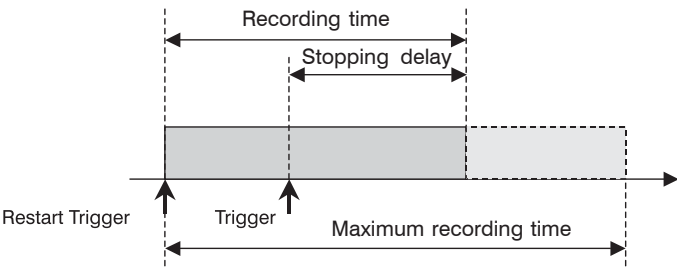 Recording time
Stopping delay
Restart Trigger
Trigger
Maximum recording time